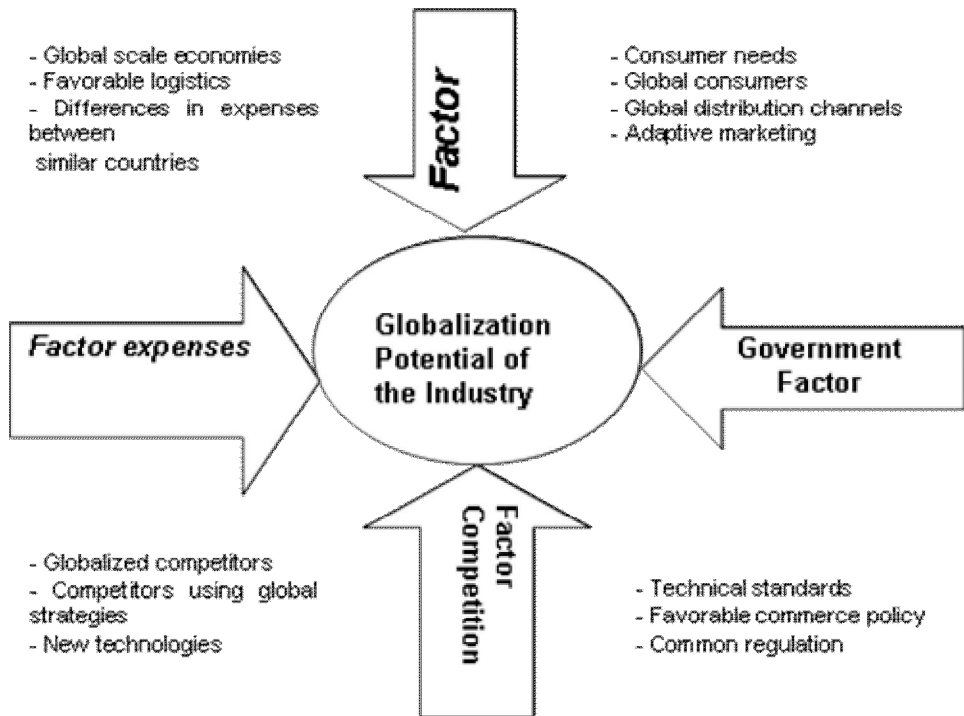 - Global scale economies
- Favorable logistics
- Differences in expenses
between
similar countries
Factor
- Consumer needs
- Global consumers
- Global distribution channels
- Adaptive marketing
Factor expenses
Globalization
Potential of
the Industry
Government
Factor
- Globalized competitors
- Competitors using global
strategies
- New technologies
Factor
Competition
- Technical standards
- Favorable commerce policy
- Common regulation